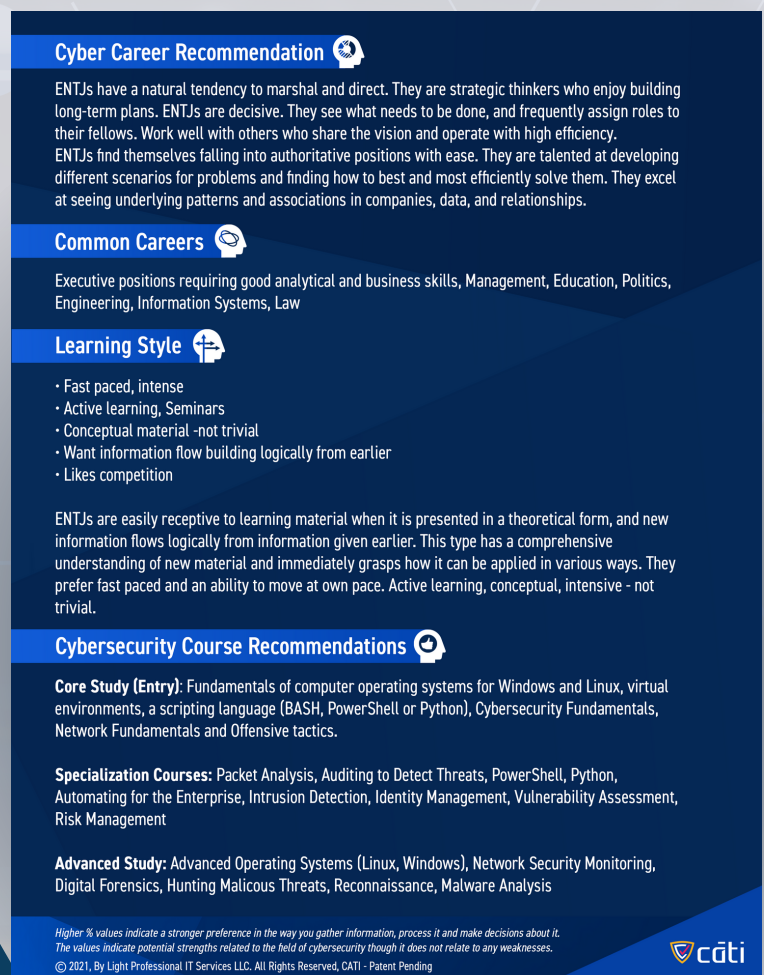 Cyber Career Recommendation
ENTJs have a natural tendency to marshal and direct. They are strategic thinkers who enjoy building
long-term plans. ENTJs are decisive. They see what needs to be done, and frequently assign roles to
their fellows. Work well with others who share the vision and operate with high efficiency.
ENTJs find themselves falling into authoritative positions with ease. They are talented at developing
different scenarios for problems and finding how to best and most efficiently solve them. They excel
at seeing underlying patterns and associations in companies, data, and relationships.
Common Careers
Executive positions requiring good analytical and business skills, Management, Education, Politics,
Engineering, Information Systems, Law
Learning Style
• Fast paced, intense
• Active learning, Seminars
• Conceptual material -not trivial
• Want information flow building logically from earlier
• Likes competition
ENTJs are easily receptive to learning material when it is presented in a theoretical form, and new
information flows logically from information given earlier. This type has a comprehensive
understanding of new material and immediately grasps how it can be applied in various ways. They
prefer fast paced and an ability to move at own pace. Active learning, conceptual, intensive - not
trivial.
Cybersecurity Course Recommendations
Core Study (Entry): Fundamentals of computer operating systems for Windows and Linux, virtual
environments, a scripting language (BASH, PowerShell or Python), Cybersecurity Fundamentals,
Network Fundamentals and Offensive tactics.
Specialization Courses: Packet Analysis, Auditing to Detect Threats, PowerShell, Python,
Automating for the Enterprise, Intrusion Detection, Identity Management, Vulnerability Assessment,
Risk Management
Advanced Study: Advanced Operating Systems (Linux, Windows), Network Security Monitoring,
Digital Forensics, Hunting Malicous Threats, Reconnaissance, Malware Analysis
Higher % values indicate a stronger preference in the way you gather information, process it and make decisions about it.
The values indicate potential strengths related to the field of cybersecurity though it does not relate to any weaknesses.
© 2021, By Light Professional IT Services LLC. All Rights Reserved, CATI - Patent Pending
cāti